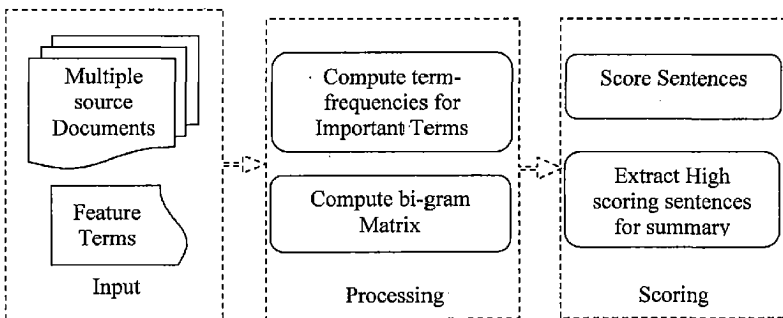 Multiple
source
Documents
Feature
Terms
Input
Compute term-
frequencies for
Important Terms
Compute bi-gram
Matrix
Processing
Score Sentences
Extract High
scoring sentences
for summary
Scoring